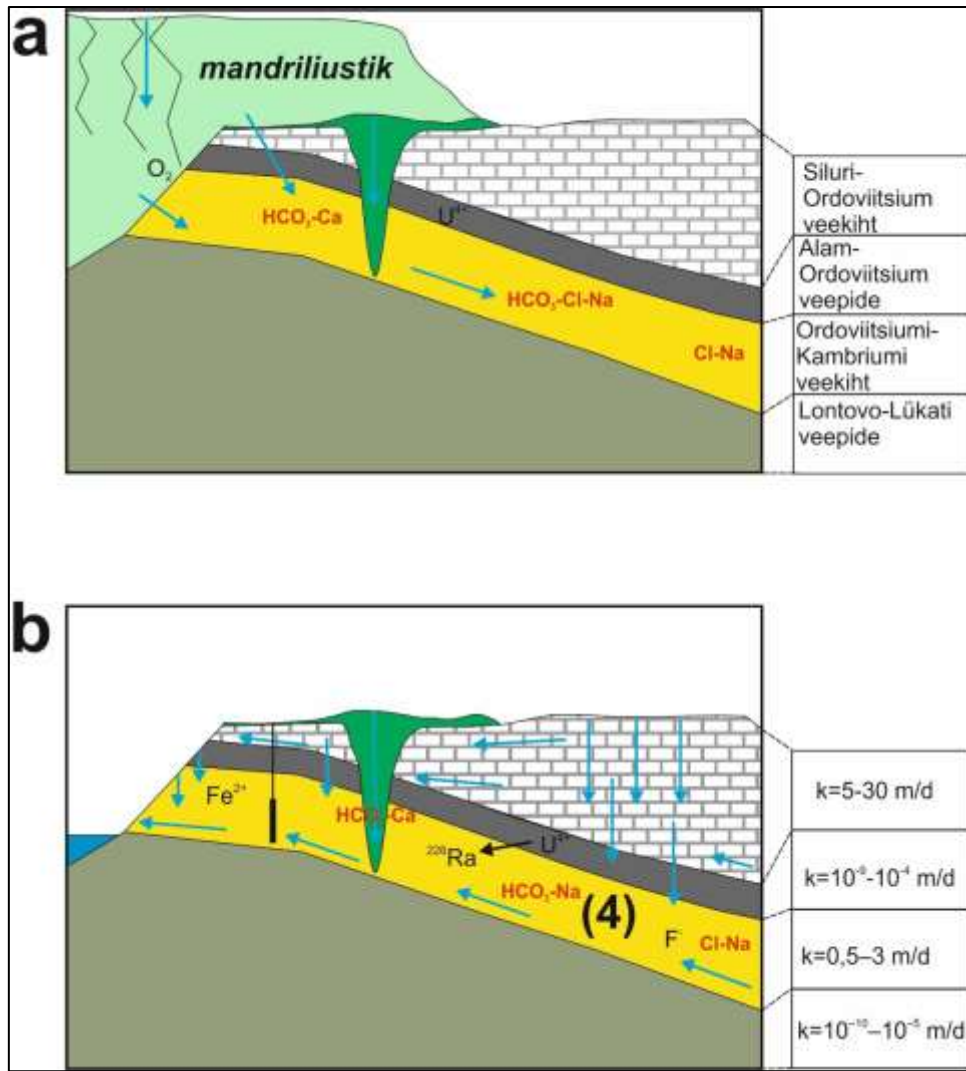 a
mandriliustik
O₂
HCO₃-Ca
U⁴⁺
HCO₃-Cl-Na
Cl-Na
Siluri-
Ordoviitsium
veekiht
Alam-
Ordoviitsium
veepide
Ordoviitsiumi-
Kambriumi
veekiht
Lontovo-Lükati
veepide
b
Fe²⁺
HCO₃-Ca
U⁴⁺
Ra
HCO₃-Na
(4)
F⁻
Cl-Na
k=5-30 m/d
k=0,5–3 m/d